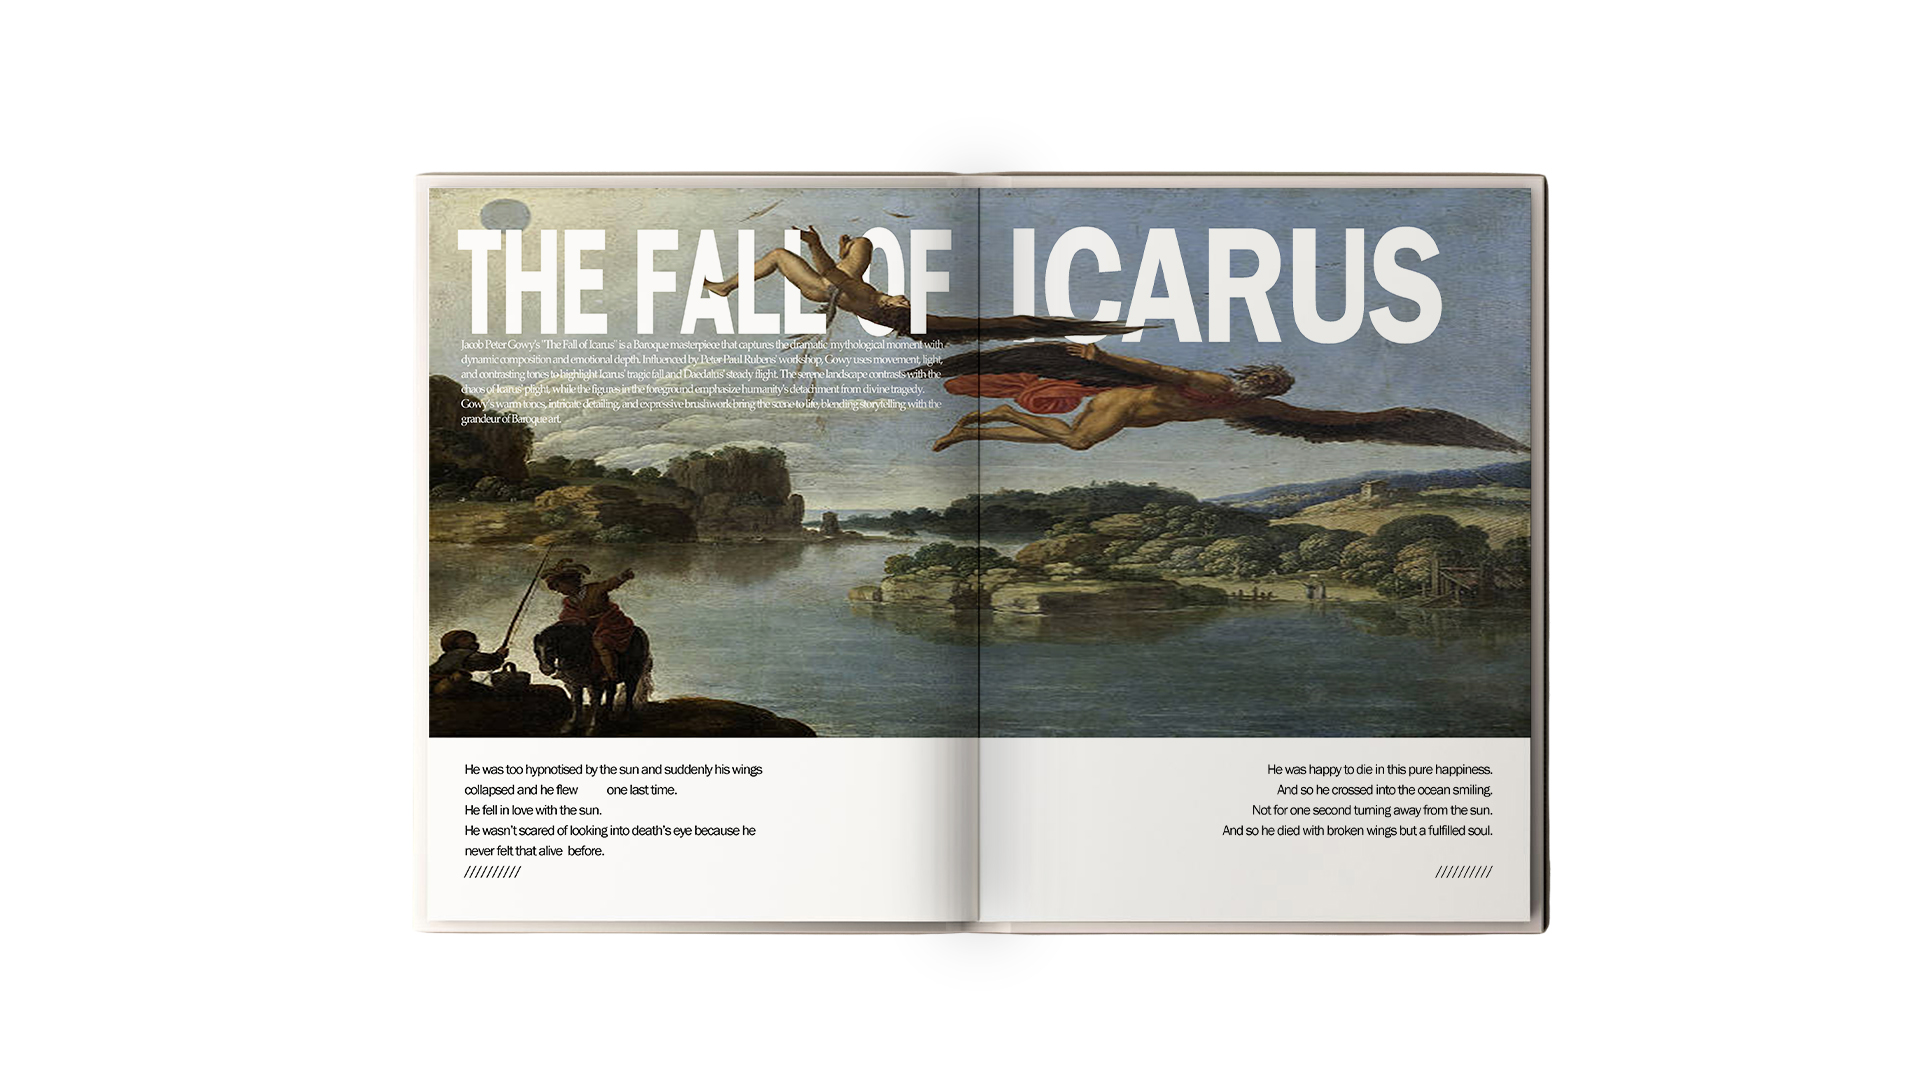 THE FALL OF ICARUS
Jacob Peter Gowy's "The Fall of Icarus" is a Baroque masterpiece that captures the dramatic mythological moment with
dynamic composition and emotional depth. Influenced by Peter Paul Rubens' workshop, Gowy uses movement, light,
and contrasting tones to highlight Icarus' tragic fall and Daedalus' steady flight. The serene landscape contrasts with the
chaos of Icarus' plight, while the figures in the foreground emphasize humanity's detachment from divine tragedy.
Gowy's warm tones, intricate detailing, and expressive brushwork bring the scene to life, blending storytelling with the
grandeur of Baroque art.
He was too hypnotised by the sun and suddenly his wings
collapsed and he flew one last time.
He fell in love with the sun.
He wasn't scared of looking into death's eye because he
never felt that alive before.
//////////
He was happy to die in this pure happiness.
And so he crossed into the ocean smiling.
Not for one second turning away from the sun.
And so he died with broken wings but a fulfilled soul.
//////////